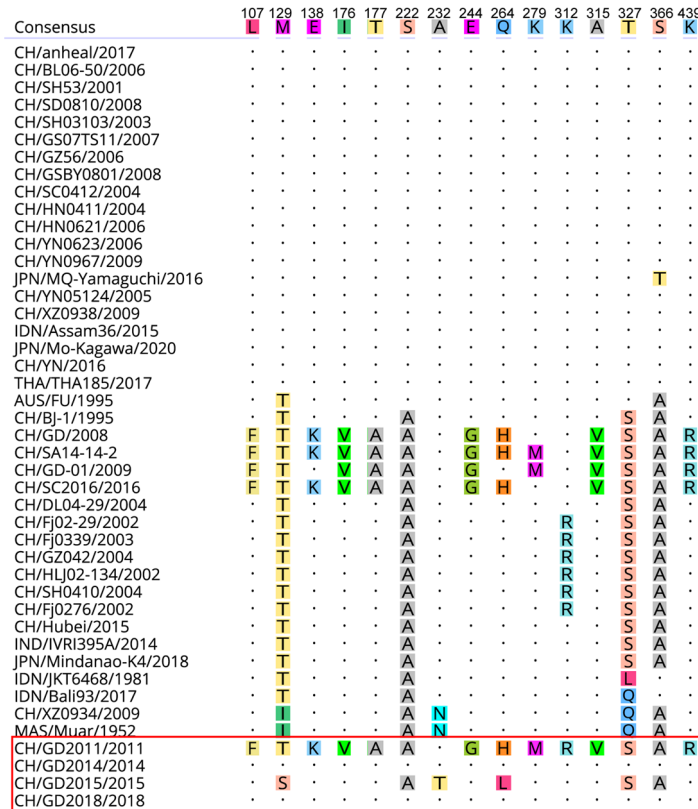 107 129 138 176 177 222 232 244 264 279 312 315 327 366 439
Consensus L M E I T S A E Q K K A T S K
CH/anheal/2017 · · · · · · · · · · · · · · ·
CH/BL06-50/2006 · · · · · · · · · · · · · · ·
CH/SH53/2001 · · · · · · · · · · · · · · ·
CH/SD0810/2008 · · · · · · · · · · · · · · ·
CH/SH03103/2003 · · · · · · · · · · · · · · ·
CH/GS07TS11/2007 · · · · · · · · · · · · · · ·
CH/GZ56/2006 · · · · · · · · · · · · · · ·
CH/GSBY0801/2008 · · · · · · · · · · · · · · ·
CH/SC0412/2004 · · · · · · · · · · · · · · ·
CH/HN0411/2004 · · · · · · · · · · · · · · ·
CH/HN0621/2006 · · · · · · · · · · · · · · ·
CH/YN0623/2006 · · · · · · · · · · · · · · ·
CH/YN0967/2009 · · · · · · · · · · · · · · ·
JPN/MQ-Yamaguchi/2016 · · · · · · · · · · · · · T ·
CH/YN05124/2005 · · · · · · · · · · · · · · ·
CH/XZ0938/2009 · · · · · · · · · · · · · · ·
IDN/Assam36/2015 · · · · · · · · · · · · · · ·
JPN/Mo-Kagawa/2020 · · · · · · · · · · · · · · ·
CH/YN/2016 · · · · · · · · · · · · · · ·
THA/THA185/2017 · · · · · · · · · · · · · · ·
AUS/FU/1995 · T · · · · · · · · · · · A ·
CH/BJ-1/1995 · T · · · A · · · · · · S A ·
CH/GD/2008 F T K V A A · G H · · V S A R
CH/SA14-14-2 F T K V A A · G H M · V S A R
CH/GD-01/2009 F T · V A A · G · M · V S A R
CH/SC2016/2016 F T K V A A · G H · · V S A R
CH/DL04-29/2004 · T · · · A · · · · · · S A ·
CH/Fj02-29/2002 · T · · · A · · · · R · S A ·
CH/Fj0339/2003 · T · · · A · · · · R · S A ·
CH/GZ042/2004 · T · · · A · · · · R · S A ·
CH/HLJ02-134/2002 · T · · · A · · · · R · S A ·
CH/SH0410/2004 · T · · · A · · · · R · S A ·
CH/Fj0276/2002 · T · · · A · · · · R · S A ·
CH/Hubei/2015 · T · · · A · · · · · · S A ·
IND/IVRI395A/2014 · T · · · A · · · · · · S A ·
JPN/Mindanao-K4/2018 · T · · · A · · · · · · S A ·
IDN/JKT6468/1981 · T · · · A · · · · · · L · ·
IDN/Bali93/2017 · T · · · A · · · · · · Q · ·
CH/XZ0934/2009 · I · · · A N · · · · · Q A ·
MAS/Muar/1952 · I · · · A N · · · · · Q A ·
CH/GD2011/2011 F T K V A A · G H M R V S A R
CH/GD2014/2014 · · · · · · · · · · · · · · ·
CH/GD2015/2015 · S · · · A T · L · · · S A ·
CH/GD2018/2018 · · · · · · · · · · · · · · ·